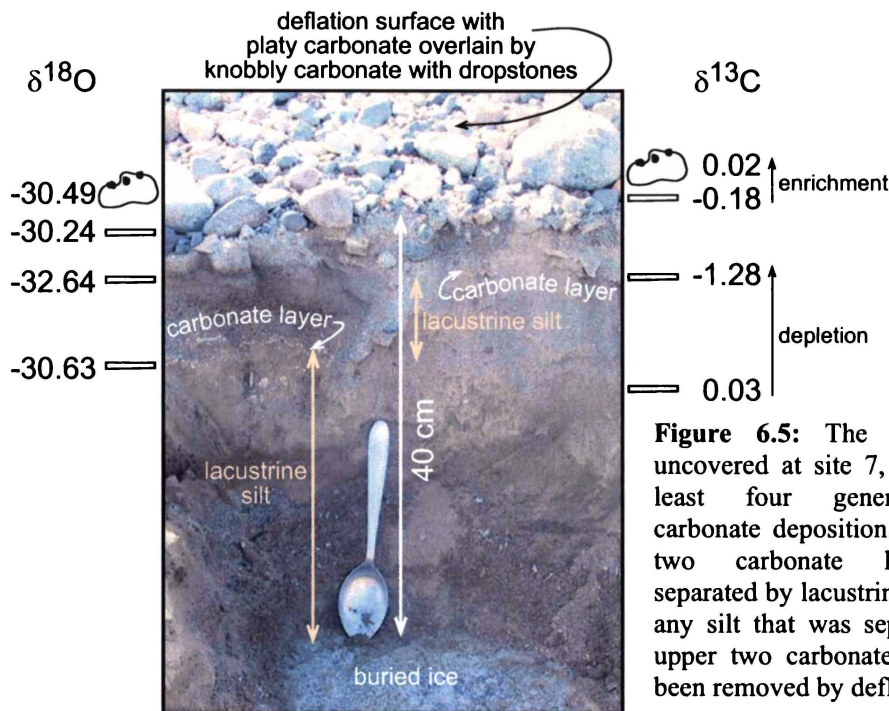 deflation surface with
platy carbonate overlain by
knobbly carbonate with dropstones
δ18O
δ13C
-30.49
-30.24
-32.64
-30.63
0.02
-0.18
enrichment
-1.28
depletion
0.03
carbonate layer
lacustrine silt
carbonate layer
40 cm
lacustrine
silt
buried ice
Figure 6.5: The
uncovered at site 7,
least four gener
carbonate deposition
two carbonate l
separated by lacustrin
any silt that was sep
upper two carbonate
been removed by defl